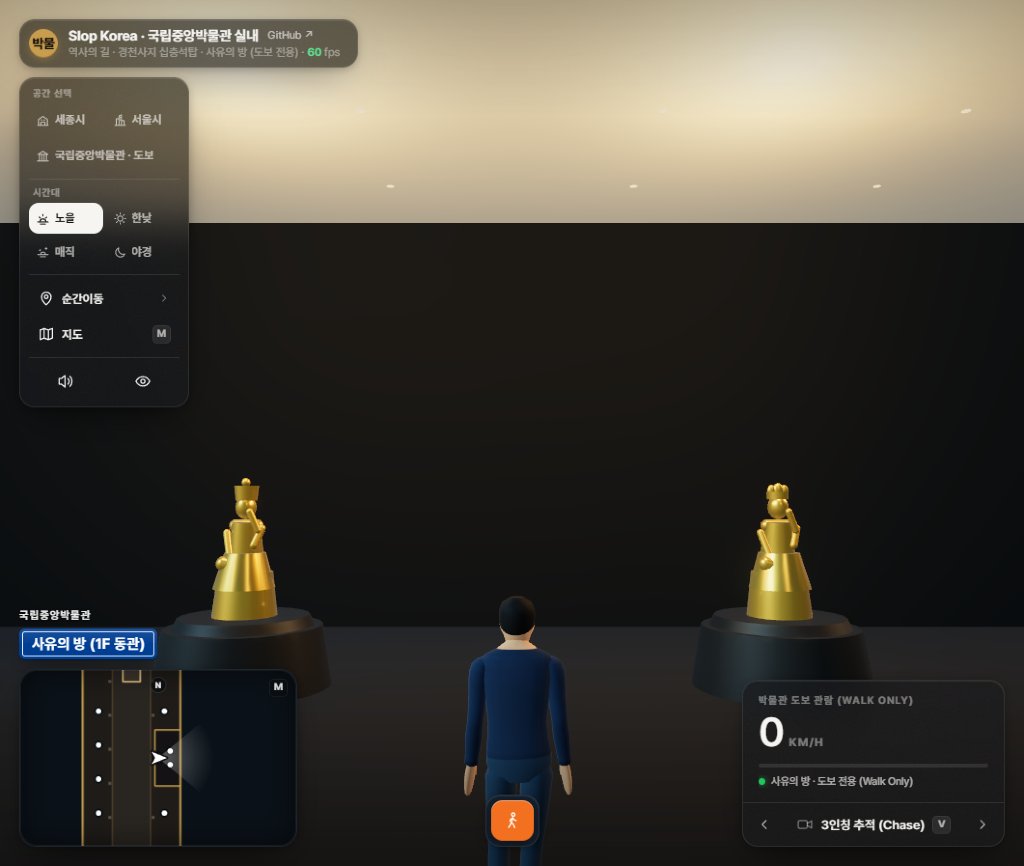 박물
Slop Korea · 국립중앙박물관 실내 GitHub ↗
역사의 길 · 경천사지 십층석탑 · 사유의 방 (도보 전용) · 60 fps
공간 선택
세종시 서울시
국립중앙박물관 · 도보
시간대
노을 한낮
매직 야경
순간이동
지도 M
국립중앙박물관
사유의 방 (1F 동관)
N
M
박물관 도보 관람 (WALK ONLY)
0 KM/H
사유의 방 · 도보 전용 (Walk Only)
3인칭 추적 (Chase) V